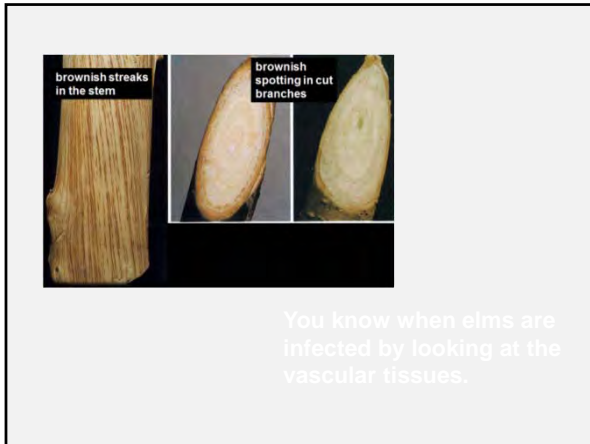 brownish streaks
in the stem
brownish
spotting in cut
branches
You know when elms are
infected by looking at the
vascular tissues.